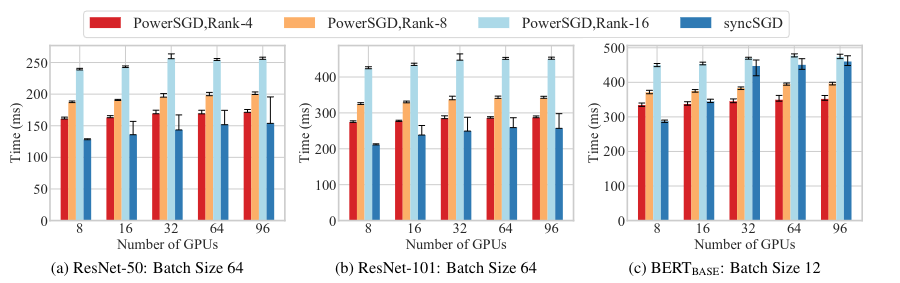 PowerSGD,Rank-4 PowerSGD,Rank-8 PowerSGD,Rank-16 syncSGD
250
200
150
100
50
0
Time (ms)
8 16 32 64 96
Number of GPUs
(a) ResNet-50: Batch Size 64
400
300
200
100
0
Time (ms)
8 16 32 64 96
Number of GPUs
(b) ResNet-101: Batch Size 64
500
400
300
200
100
0
Time (ms)
8 16 32 64 96
Number of GPUs
(c) BERT_BASE: Batch Size 12